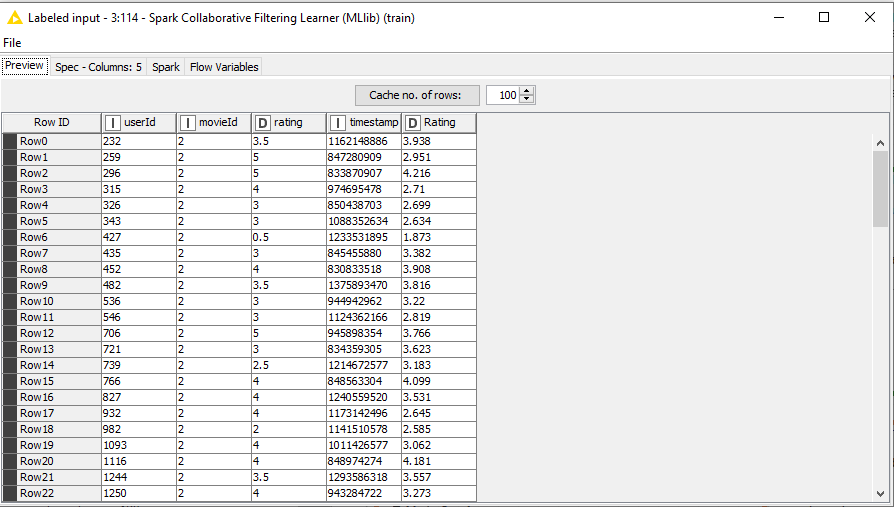 Labeled input - 3:114 - Spark Collaborative Filtering Learner (MLlib) (train)
File
Preview Spec - Columns: 5 Spark Flow Variables
Cache no. of rows: 100
Row ID I userId I movieId D rating I timestamp D Rating
Row0 232 2 3.5 1162148886 3.938
Row1 259 2 5 847280909 2.951
Row2 296 2 5 833870907 4.216
Row3 315 2 4 974695478 2.71
Row4 326 2 3 850438703 2.699
Row5 343 2 3 1088352634 2.634
Row6 427 2 0.5 1233531895 1.873
Row7 435 2 3 845455880 3.382
Row8 452 2 4 830833518 3.908
Row9 482 2 3.5 1375893470 3.816
Row10 536 2 3 944942962 3.22
Row11 546 2 3 1124362166 2.819
Row12 706 2 5 945898354 3.766
Row13 721 2 3 834359305 3.623
Row14 739 2 2.5 1214672577 3.183
Row15 766 2 4 848563304 4.099
Row16 827 2 4 1240559520 3.531
Row17 932 2 4 1173142496 2.645
Row18 982 2 2 1141510578 2.585
Row19 1093 2 4 1011426577 3.062
Row20 1116 2 4 848974274 4.181
Row21 1244 2 3.5 1293586318 3.557
Row22 1250 2 4 943284722 3.273